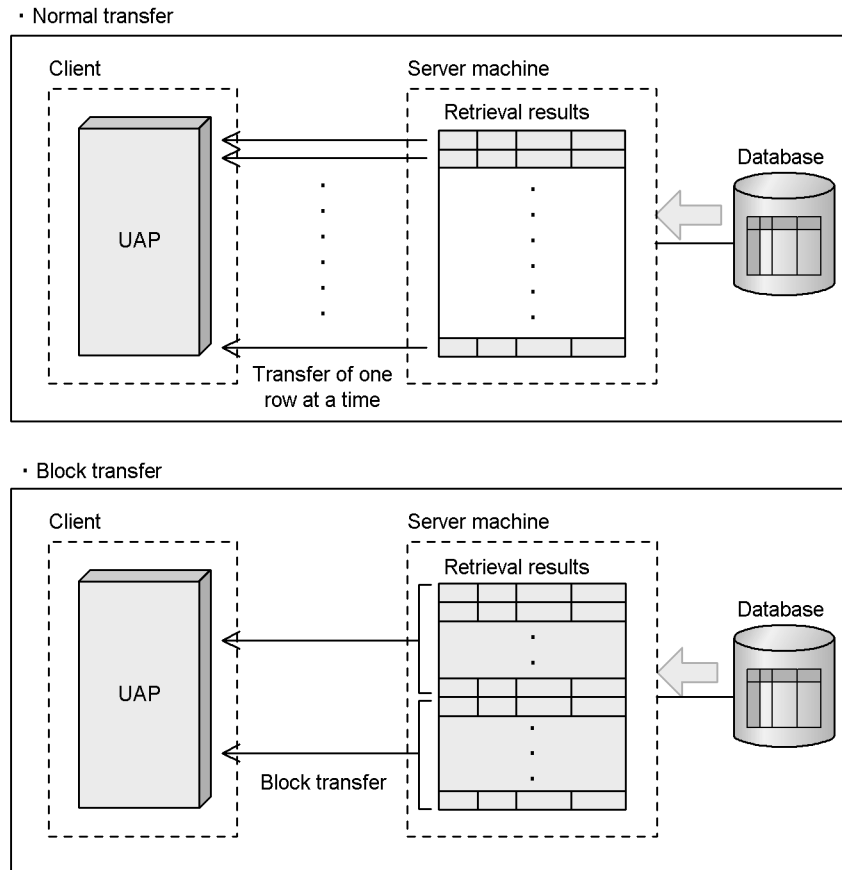 · Normal transfer
Client
Server machine
Retrieval results
Database
UAP
Transfer of one
row at a time
· Block transfer
Client
Server machine
Retrieval results
Database
UAP
Block transfer